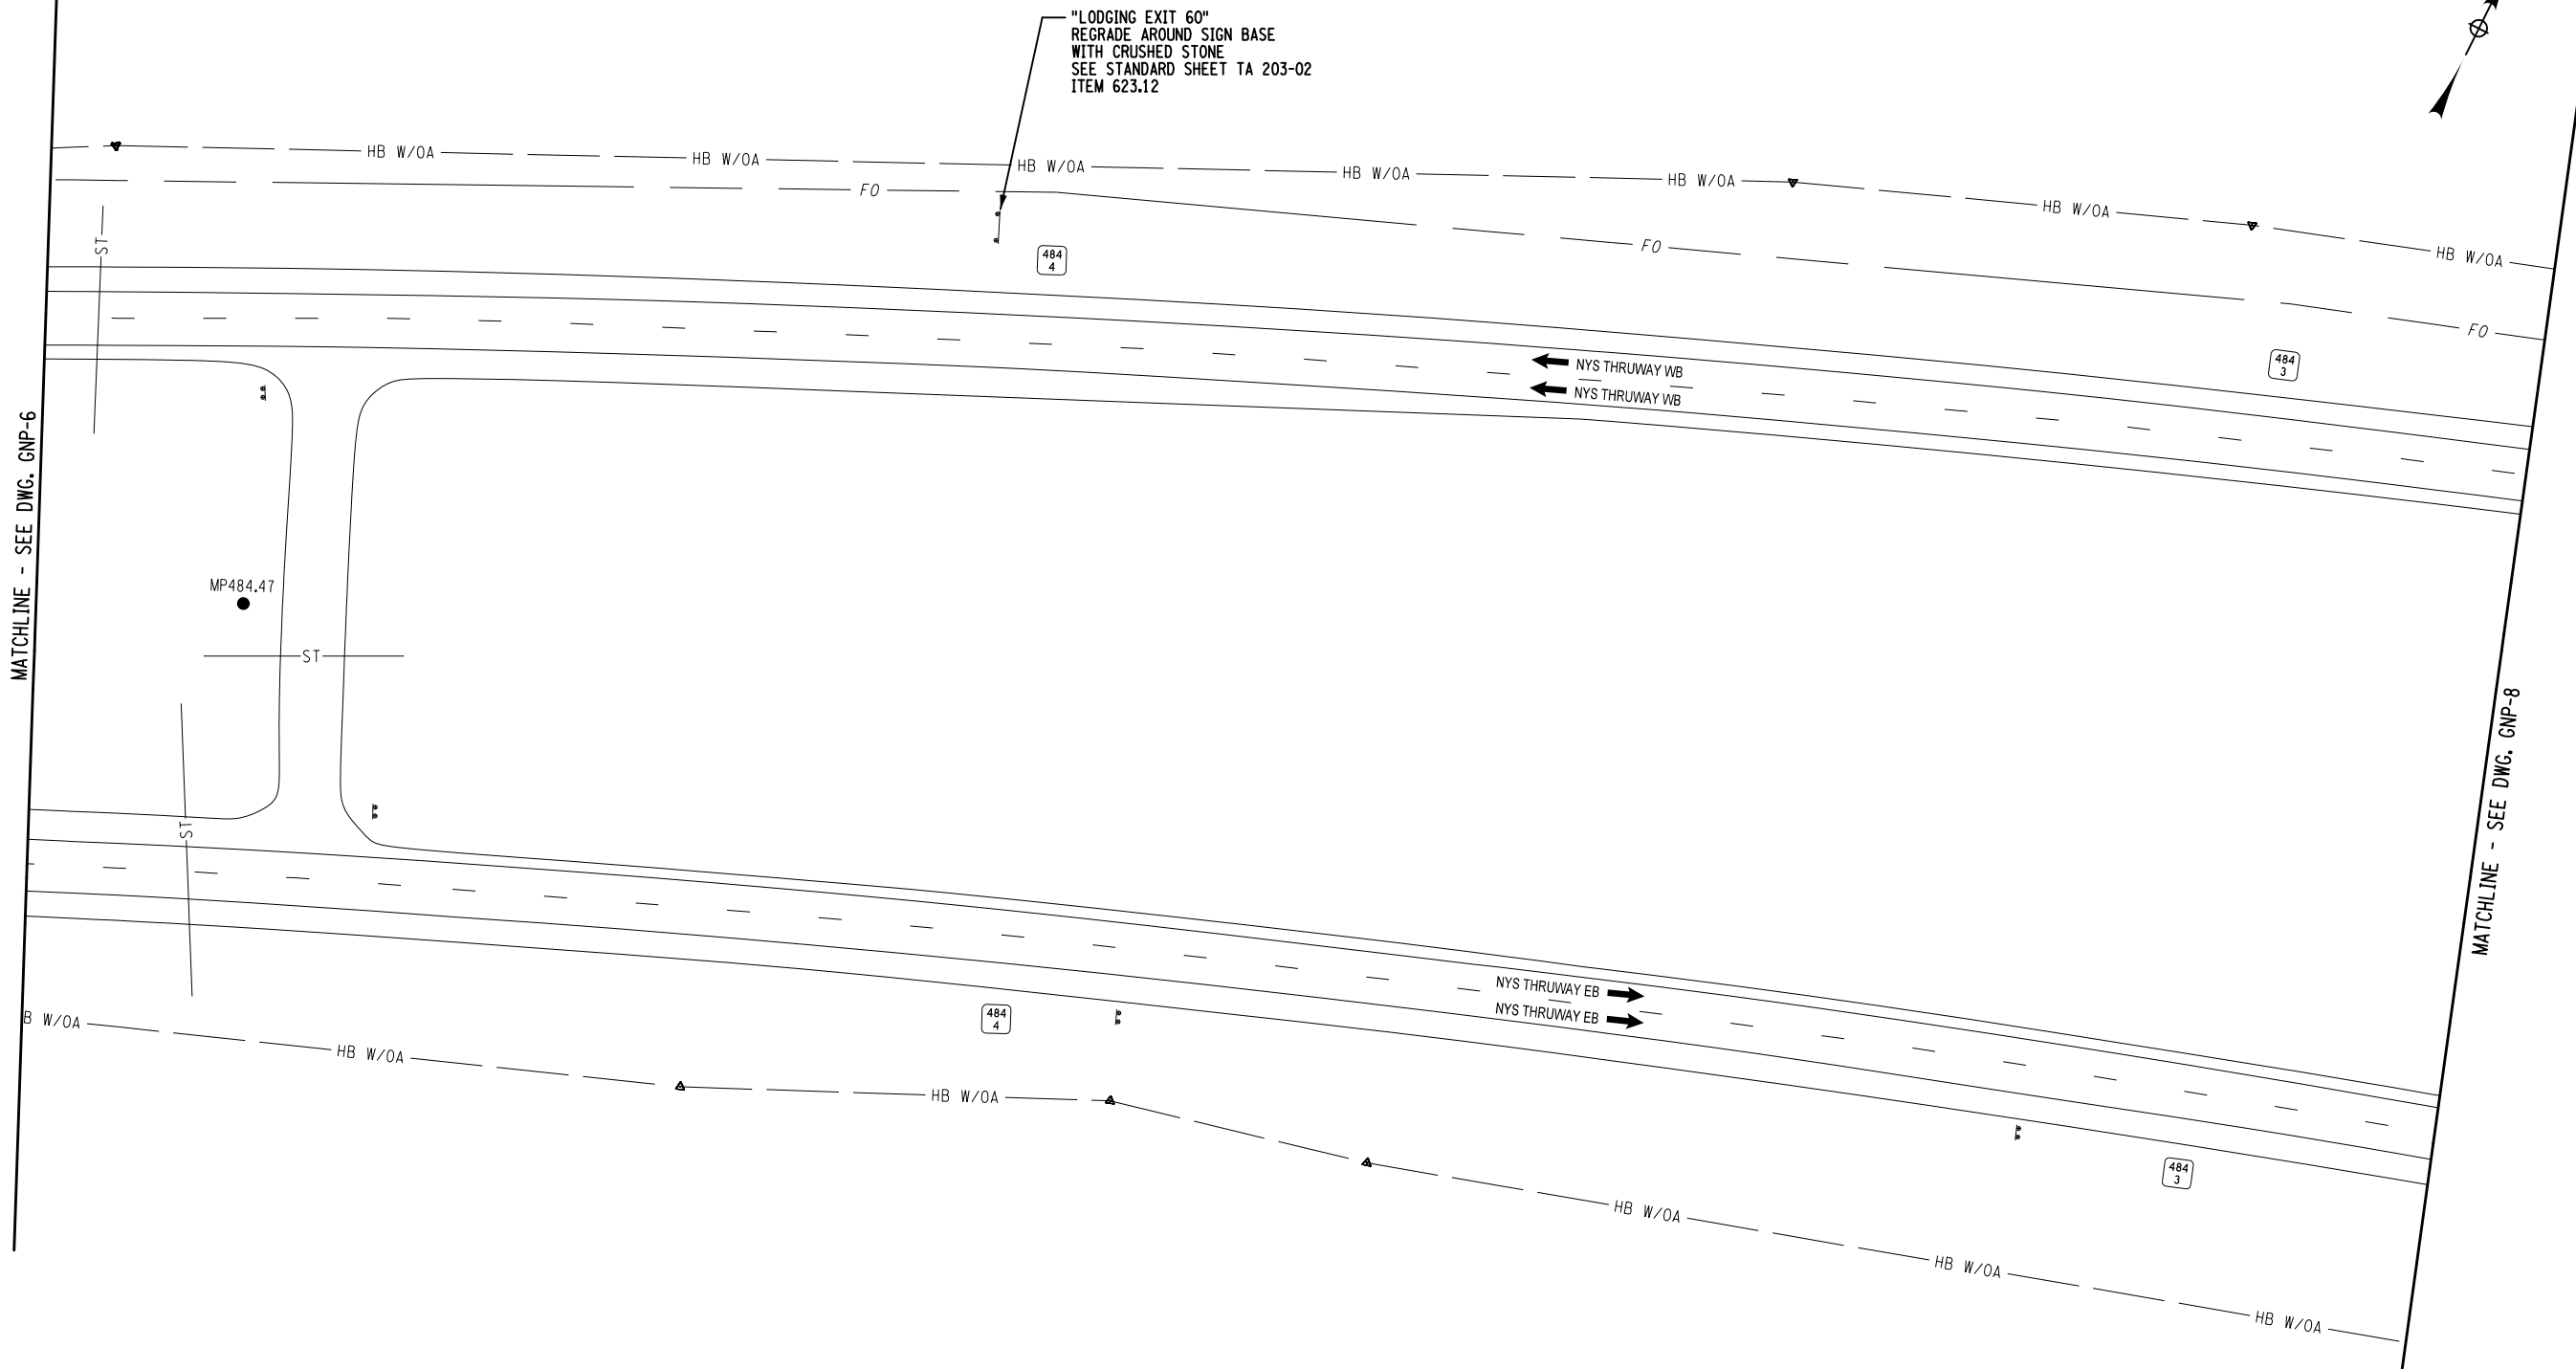 "LODGING EXIT 60"
REGRADE AROUND SIGN BASE
WITH CRUSHED STONE
SEE STANDARD SHEET TA 203-02
ITEM 623.12
HB W/OA
HB W/OA
HB W/OA
HB W/OA
HB W/OA
HB W/OA
HB W/OA
FO
FO
FO
ST
484
4
484
3
NYS THRUWAY WB
NYS THRUWAY WB
MATCHLINE - SEE DWG. GNP-6
MP484.47
ST
ST
MATCHLINE - SEE DWG. GNP-8
NYS THRUWAY EB
NYS THRUWAY EB
484
4
484
3
B W/OA
HB W/OA
HB W/OA
HB W/OA
HB W/OA
HB W/OA